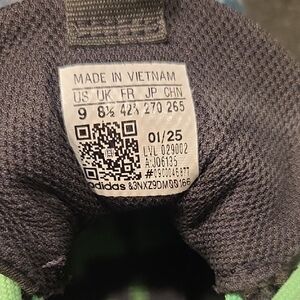 MADE IN VIETNAM
US UK FR JP CHN
9 8½ 42⅔ 270 265
01/25
LVL 029002
adidas